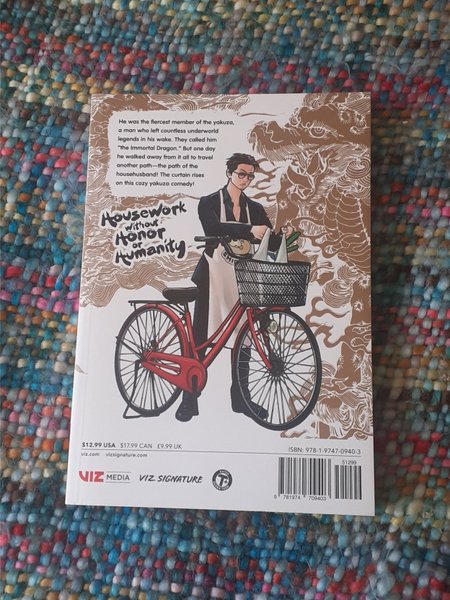 He was the fiercest member of the yakuza,
a man who left countless underworld
legends in his wake. They called him
"the Immortal Dragon." But one day
he walked away from it all to travel
another path—the path of the
househusband! The curtain rises
on this cozy yakuza comedy!
Housework
without
Honor
or
Humanity
$12.99 USA $17.99 CAN £9.99 UK
viz.com vizsignature.com
ISBN: 978-1-9747-0940-3
51299
9 781974 709403
VIZ MEDIA
VIZ SIGNATURE
T